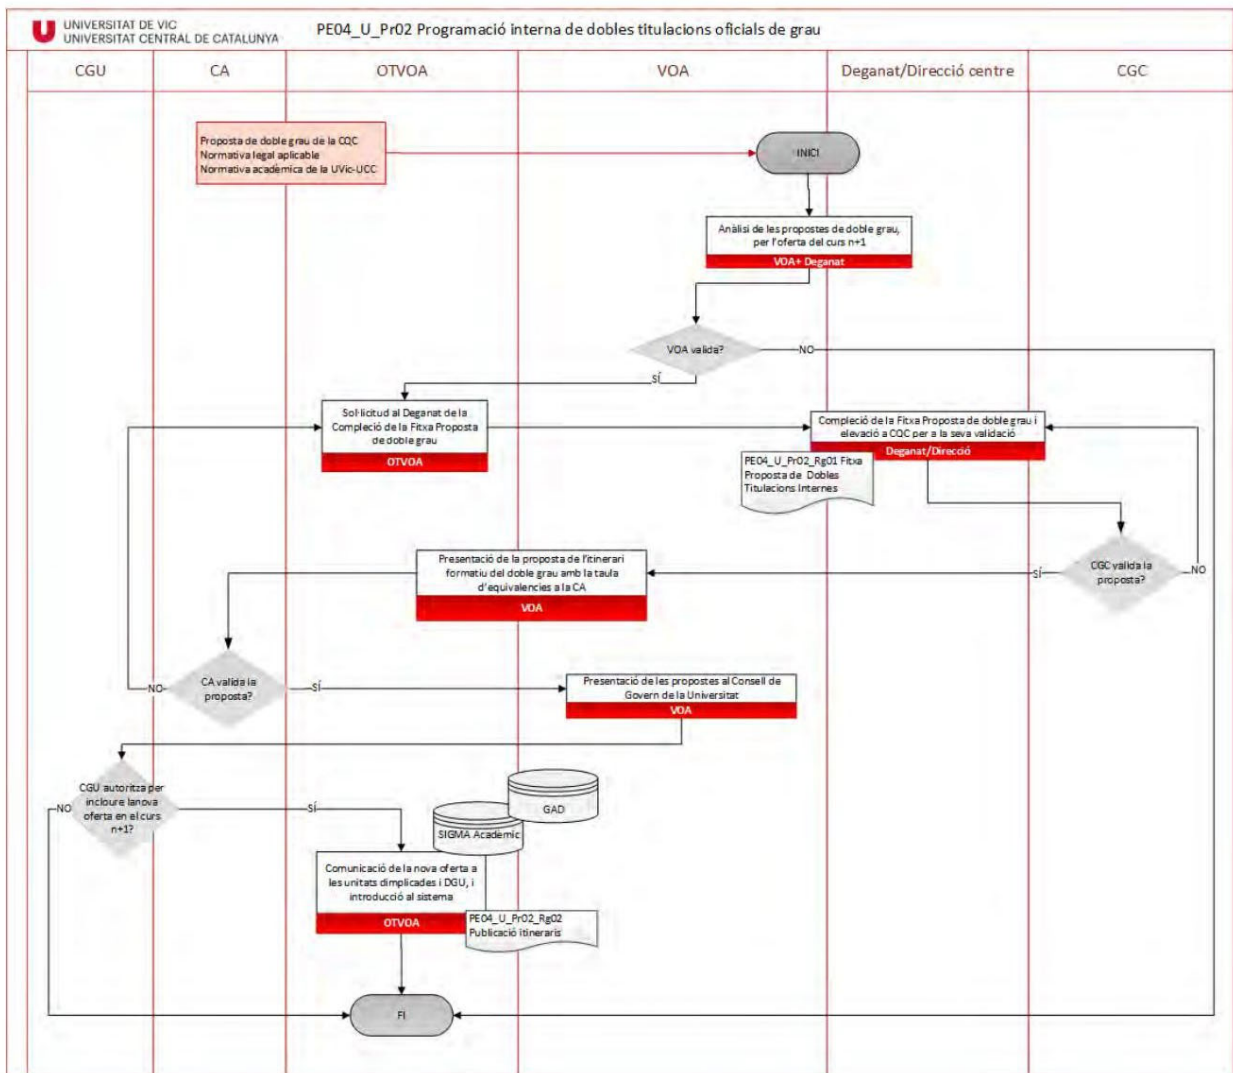 UNIVERSITAT DE VIC
UNIVERSITAT CENTRAL DE CATALUNYA
PE04_U_Pr02 Programació interna de dobles titulacions oficials de grau
CGU
CA
OTVOA
VOA
Deganat/Direcció centre
CGC
Proposta de doble grau de la CQC
Normativa legal aplicable
Normativa acadèmica de la UVic-UCC
INICI
Anàlisi de les propostes de doble grau,
per l'oferta del curs n+1
VOA+ Deganat
VOA valida?
NO
SÍ
Sol·licitud al Deganat de la
Compleció de la Fitxa Proposta
de doble grau
OTVOA
Compleció de la Fitxa Proposta de doble grau i
elevació a CQC per a la seva validació
Deganat/Direcció
PE04_U_Pr02_Rg01 Fitxa
Proposta de Dobles
Titulacions Internes
Presentació de la proposta de l'itinerari
formatiu del doble grau amb la taula
d'equivalencies a la CA
VOA
SÍ
CGC valida la
proposta?
NO
NO
CA valida la
proposta?
SÍ
Presentació de les propostes al Consell de
Govern de la Universitat
VOA
NO
CGU autoritza per
incloure lanova
oferta en el curs
n+1?
SÍ
GAD
SIGMA Acadèmic
Comunicació de la nova oferta a
les unitats dimplicades i DGU, i
introducció al sistema
OTVOA
PE04_U_Pr02_Rg02
Publicació itineraris
FI